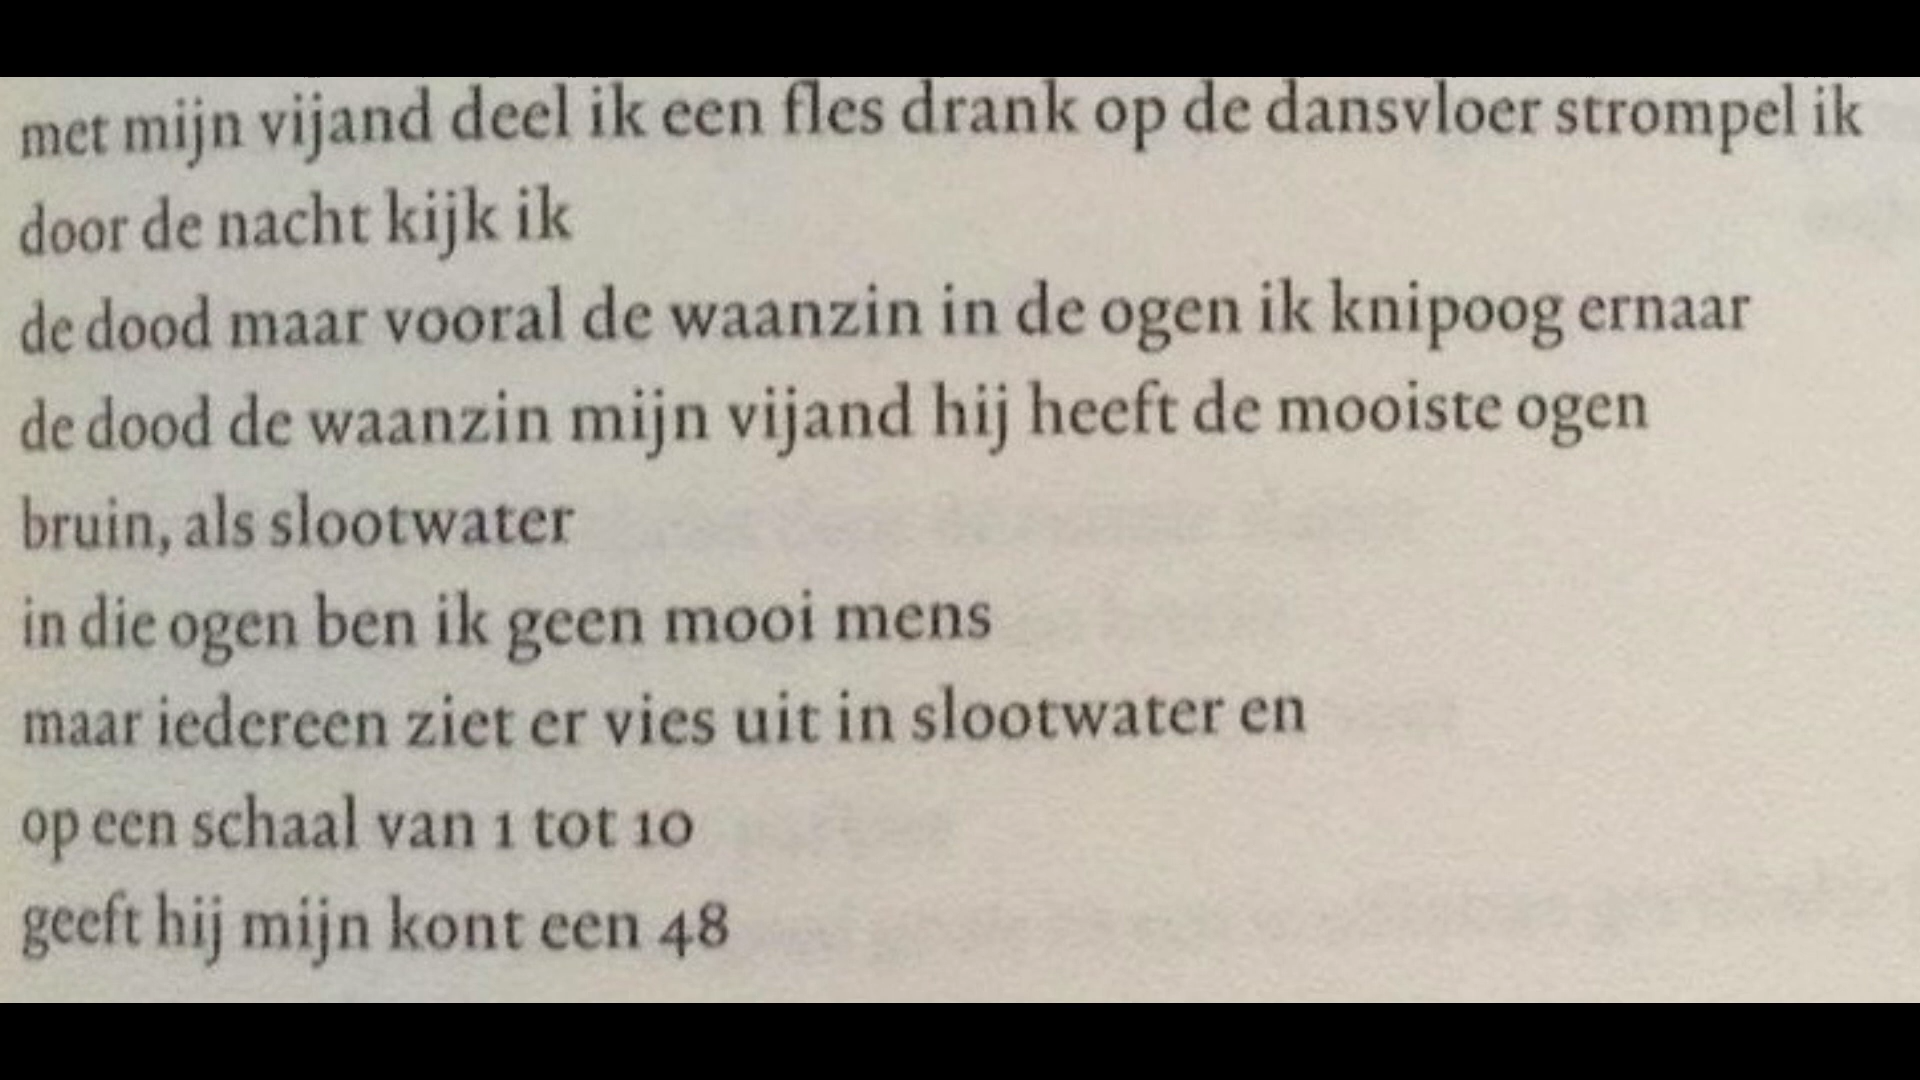 met mijn vijand deel ik een fles drank op de dansvloer strompel ik
door de nacht kijk ik
de dood maar vooral de waanzin in de ogen ik knipoog ernaar
de dood de waanzin mijn vijand hij heeft de mooiste ogen
bruin, als slootwater
in die ogen ben ik geen mooi mens
maar iedereen ziet er vies uit in slootwater en
op een schaal van 1 tot 10
geeft hij mijn kont een 48